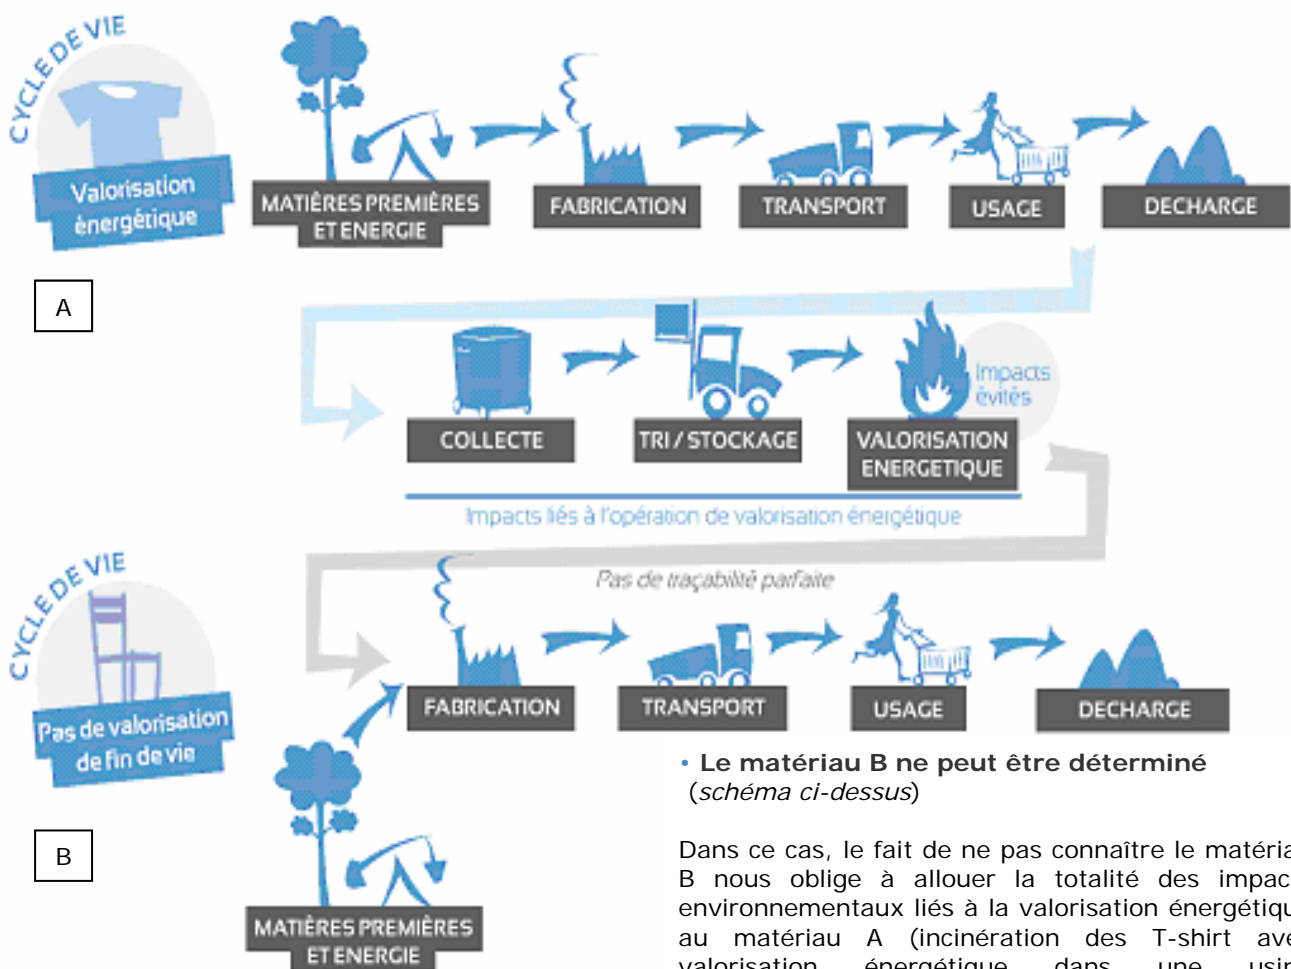 CYCLE DE VIE
Valorisation
énergétique
MATIÈRES PREMIÈRES
ET ENERGIE
FABRICATION
TRANSPORT
USAGE
DECHARGE
A
COLLECTE
TRI / STOCKAGE
VALORISATION
ENERGETIQUE
Impacts
évités
Impacts liés à l'opération de valorisation énergétique
Pas de traçabilité parfaite
CYCLE DE VIE
Pas de valorisation
de fin de vie
FABRICATION
TRANSPORT
USAGE
DECHARGE
B
MATIÈRES PREMIÈRES
ET ENERGIE
• Le matériau B ne peut être déterminé
(schéma ci-dessus)
Dans ce cas, le fait de ne pas connaître le
B nous oblige à allouer la totalité des
environnementaux liés à la valorisation
au matériau A (incinération des T-shirt
valorisation énergétique dans une